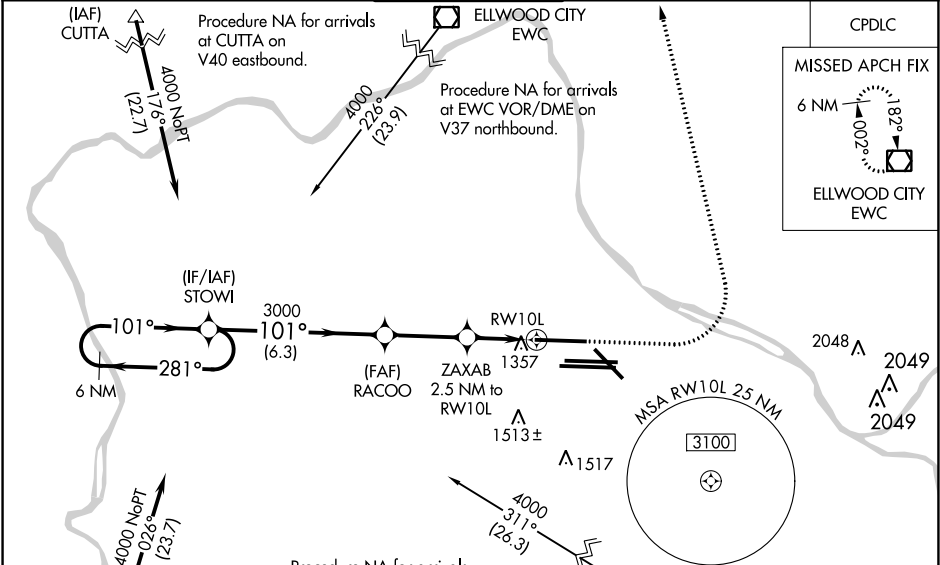 (IAF)
CUTTA
Procedure NA for arrivals
at CUTTA on
V40 eastbound.
ELLWOOD CITY
EWC
CPDLC
MISSED APCH FIX
6 NM
002°
182°
ELLWOOD CITY
EWC
4000 NoPT
176°
(22.7)
4000
226°
(23.9)
Procedure NA for arrivals
at EWC VOR/DME on
V37 northbound.
(IF/IAF)
STOWI
101°
281°
6 NM
3000
101°
(6.3)
(FAF)
RACOO
ZAXAB
2.5 NM to
RW10L
RW10L
1357
1513±
1517
2048
2049
2049
MSA RW10L 25 NM
3100
4000 NoPT
026°
(23.7)
4000
311°
(26.3)
Procedure NA for arrivals